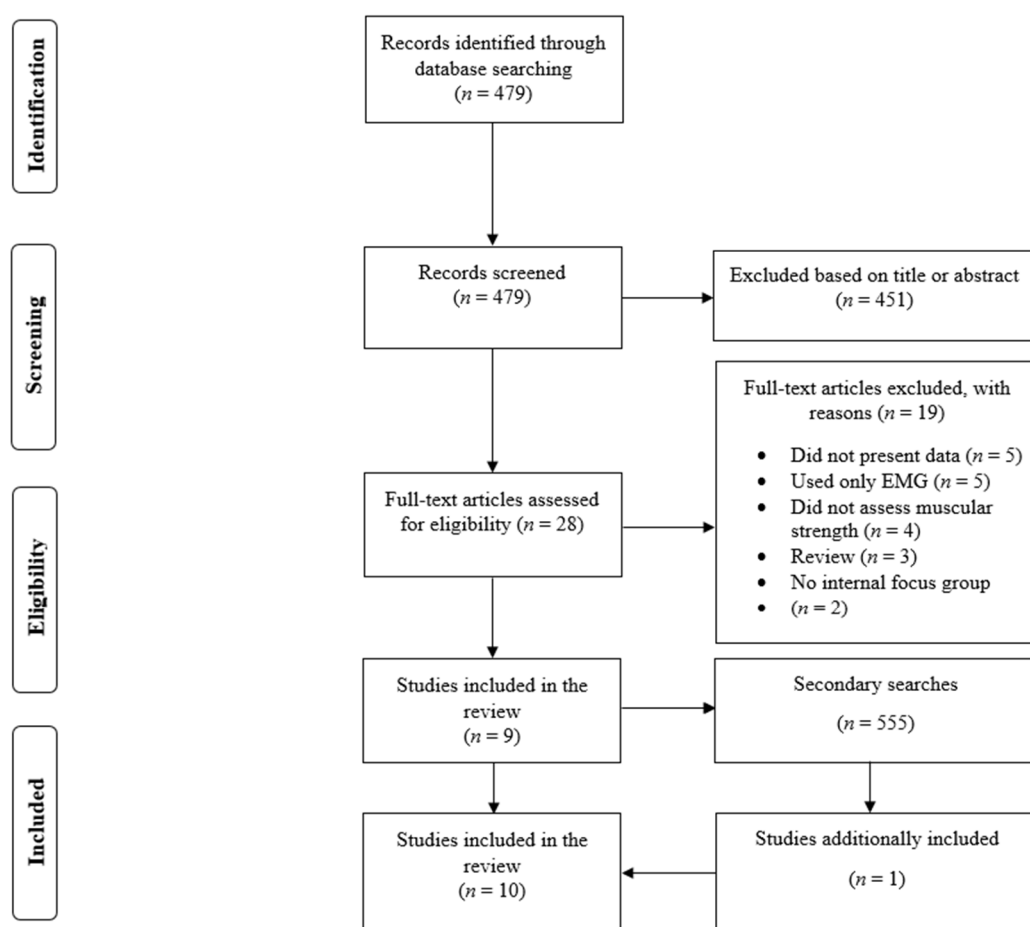 Identification
Records identified through
database searching
(n = 479)
Screening
Records screened
(n = 479)
Excluded based on title or abstract
(n = 451)
Full-text articles excluded, with
reasons (n = 19)
• Did not present data (n = 5)
• Used only EMG (n = 5)
• Did not assess muscular
strength (n = 4)
• Review (n = 3)
• No internal focus group
• (n = 2)
Eligibility
Full-text articles assessed
for eligibility (n = 28)
Studies included in the
review
(n = 9)
Secondary searches
(n = 555)
Included
Studies included in the
review
(n = 10)
Studies additionally included
(n = 1)